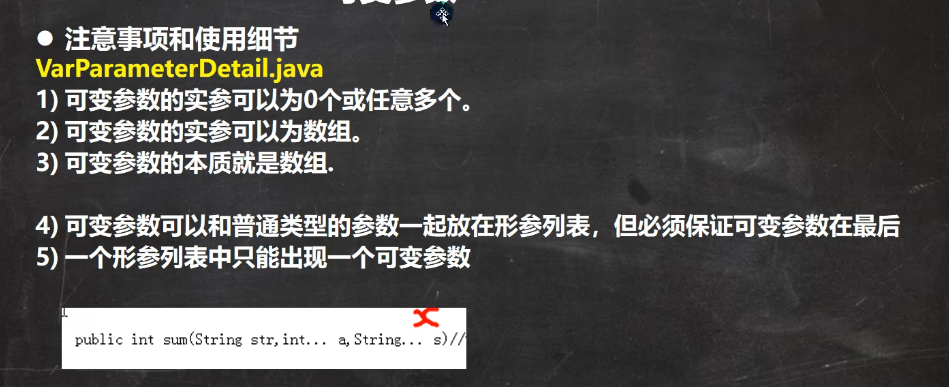 ● 注意事项和使用细节
VarParameterDetail.java
1) 可变参数的实参可以为0个或任意多个。
2) 可变参数的实参可以为数组。
3) 可变参数的本质就是数组.
4) 可变参数可以和普通类型的参数一起放在形参列表，但必须保证可变参数在最后
5) 一个形参列表中只能出现一个可变参数
public int sum(String str,int... a,String... s)//